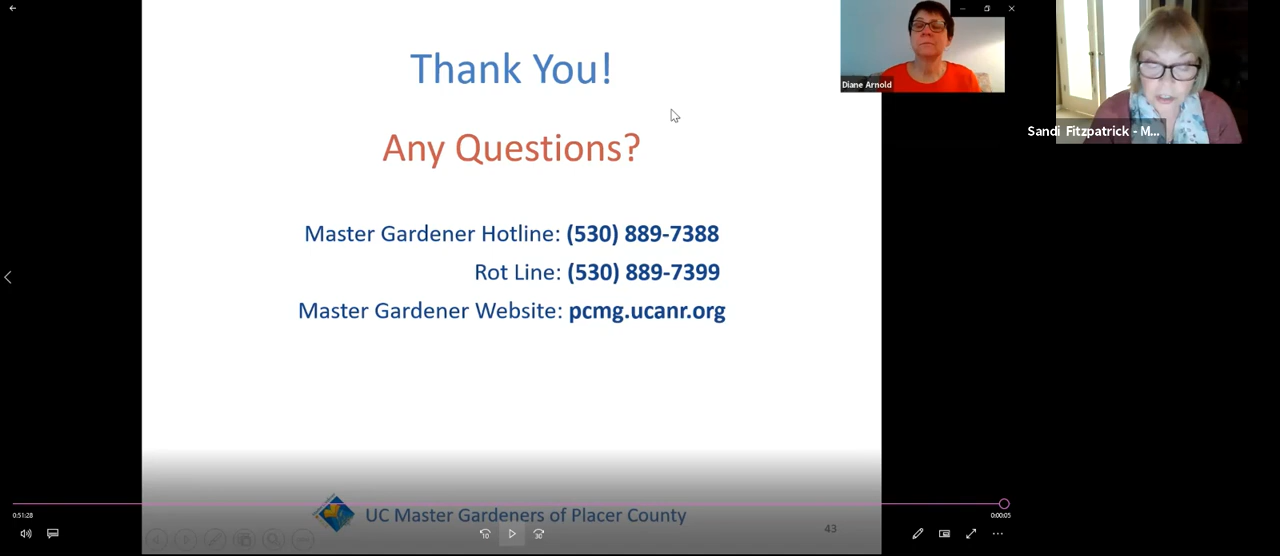 Thank You!
Any Questions?
Master Gardener Hotline: (530) 889-7388
Rot Line: (530) 889-7399
Master Gardener Website: pcmg.ucanr.org
UC Master Gardeners of Placer County
43
Diane Arnold
Sandi Fitzpatrick - M...
0:51:28
0:00:05
10
30